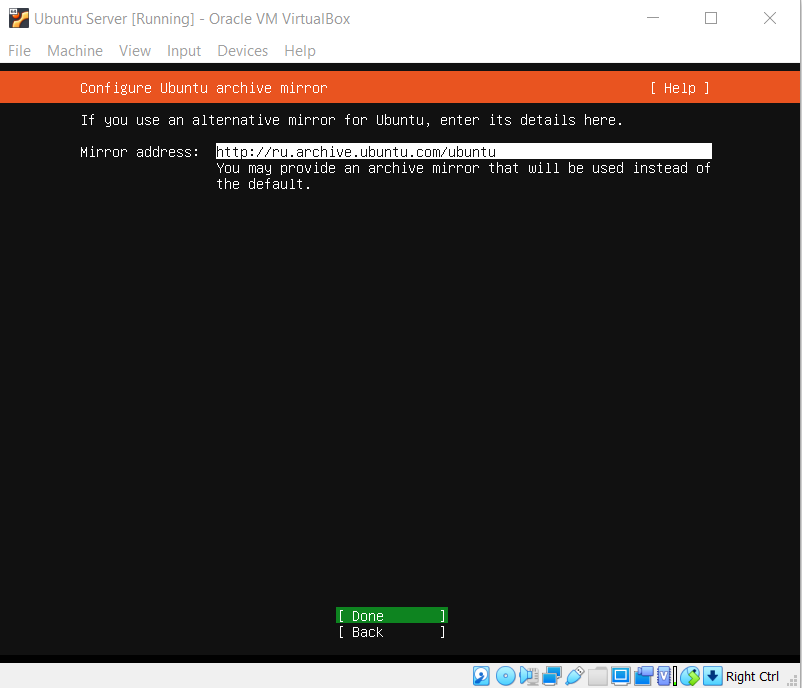 Ubuntu Server [Running] - Oracle VM VirtualBox
File Machine View Input Devices Help
Configure Ubuntu archive mirror [ Help ]
If you use an alternative mirror for Ubuntu, enter its details here.
Mirror address: http://ru.archive.ubuntu.com/ubuntu
You may provide an archive mirror that will be used instead of
the default.
[ Done ]
[ Back ]
Right Ctrl